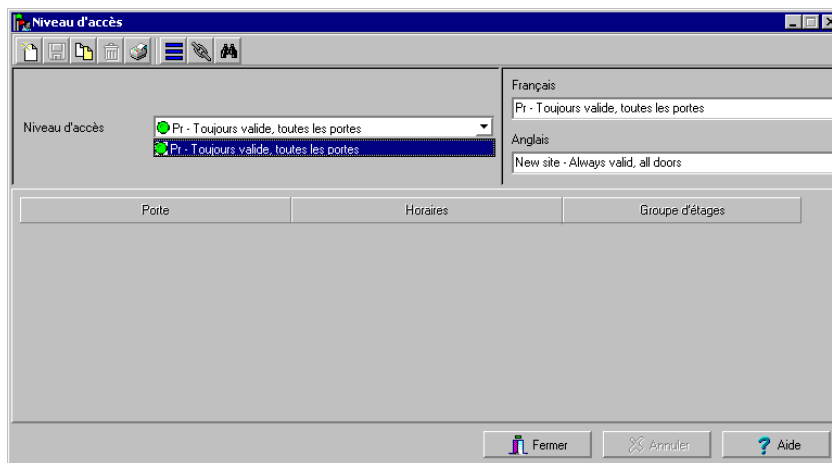 Niveau d'accès
Français
Pr - Toujours valide, toutes les portes
Niveau d'accès
Pr - Toujours valide, toutes les portes
Pr - Toujours valide, toutes les portes
Anglais
New site - Always valid, all doors
Porte Horaires Groupe d'étages
Fermer Annuler ? Aide